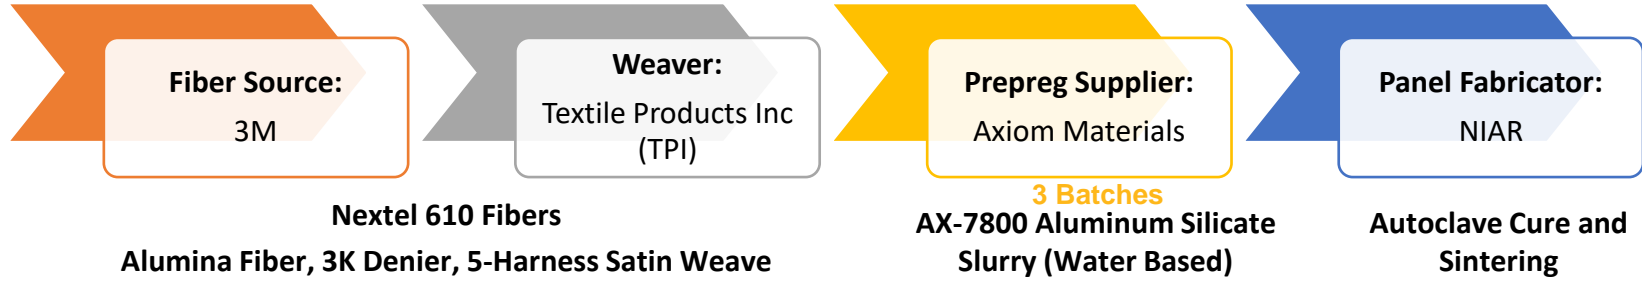 Fiber Source:
3M
Weaver:
Textile Products Inc
(TPI)
Prepreg Supplier:
Axiom Materials
Panel Fabricator:
NIAR
Nextel 610 Fibers
Alumina Fiber, 3K Denier, 5-Harness Satin Weave
3 Batches
AX-7800 Aluminum Silicate
Slurry (Water Based)
Autoclave Cure and
Sintering